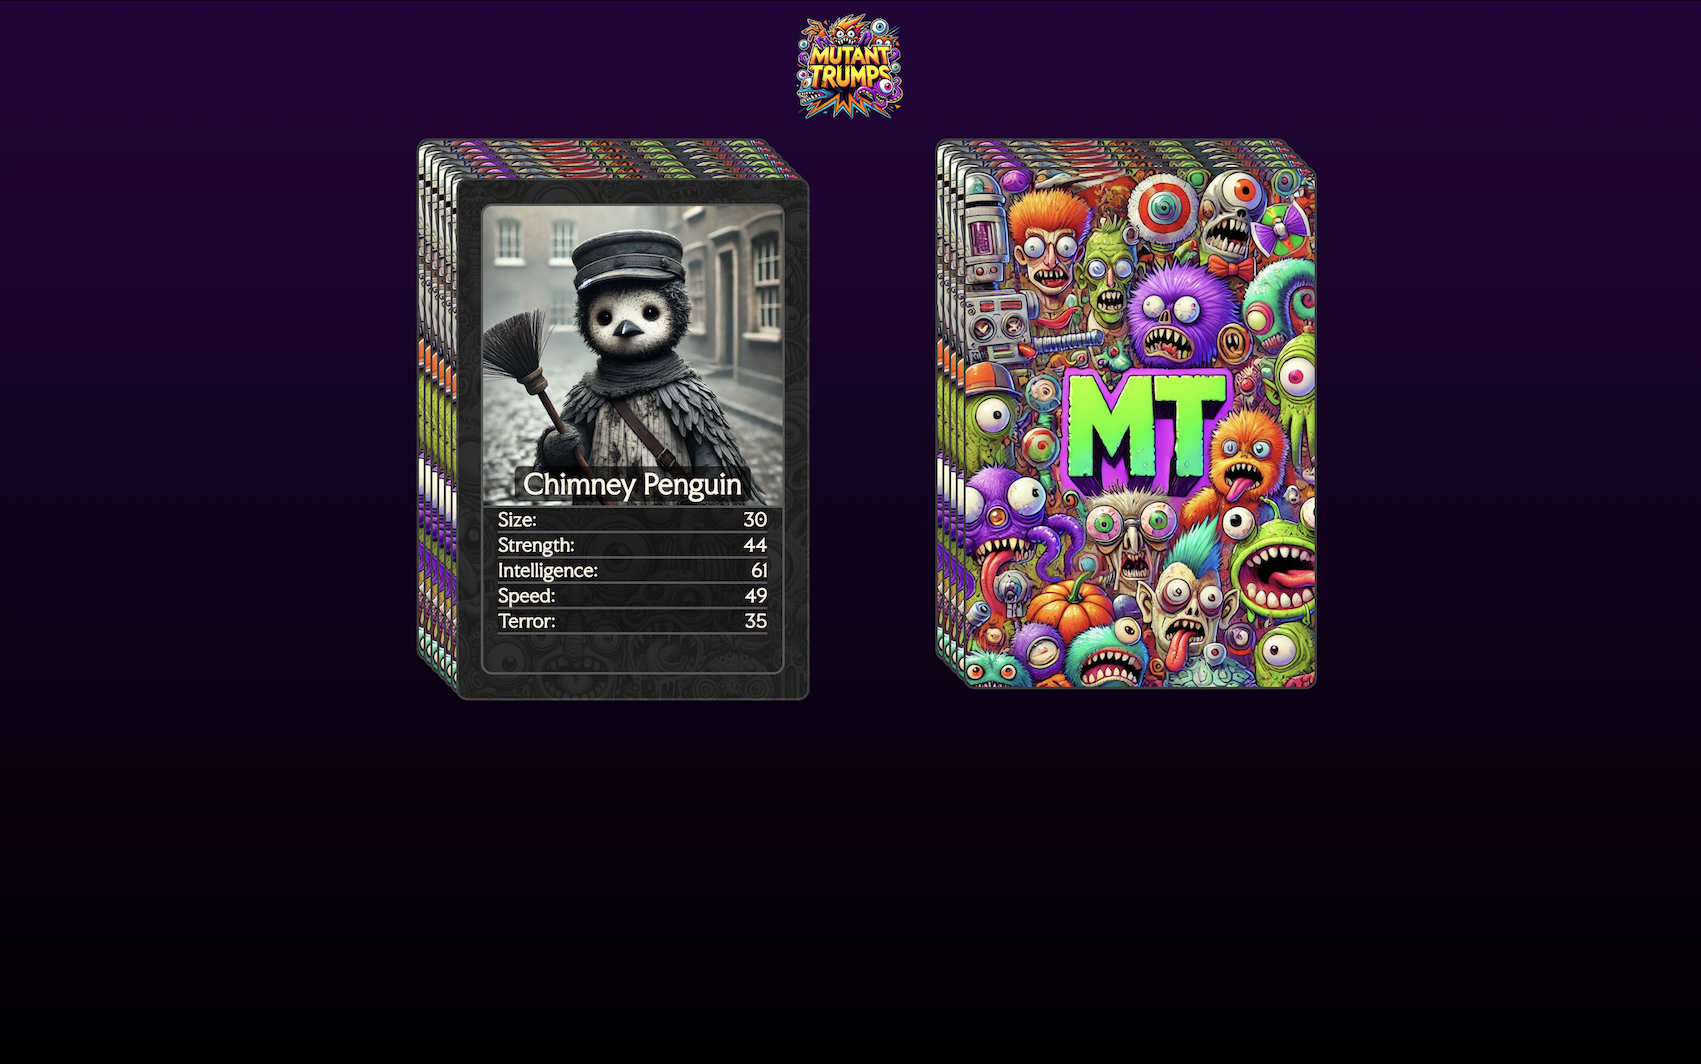 MUTANT
TRUMPS
Chimney Penguin
Size: 30
Strength: 44
Intelligence: 61
Speed: 49
Terror: 35
MT